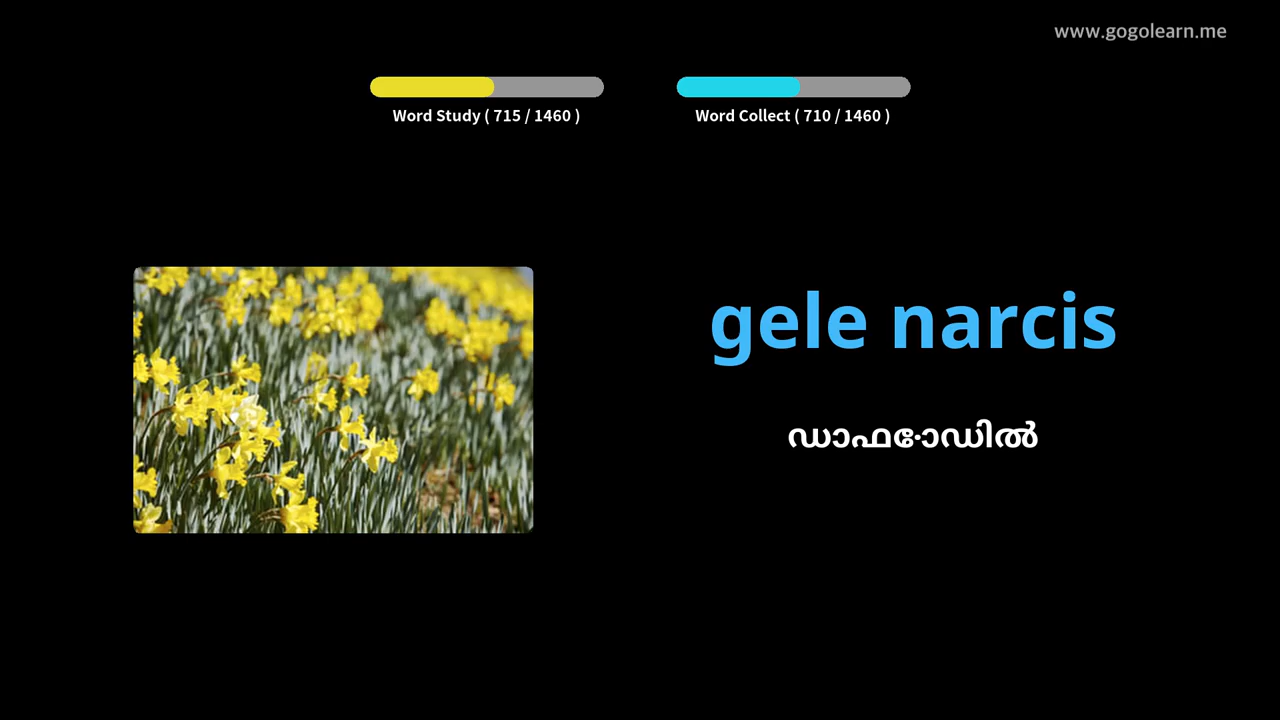 www.gogolearn.me
Word Study ( 715 / 1460 )
Word Collect ( 710 / 1460 )
gele narcis
ഡാഫോഡിൽ